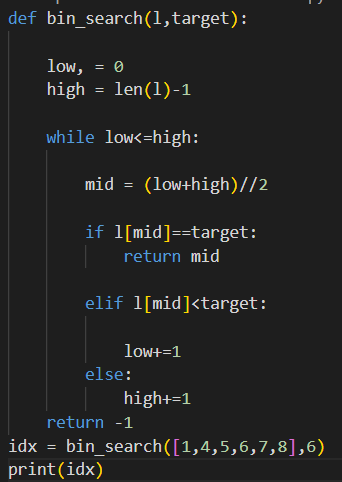 def bin_search(l,target):
low, = 0
high = len(l)-1
while low<=high:
mid = (low+high)//2
if l[mid]==target:
return mid
elif l[mid]<target:
low+=1
else:
high+=1
return -1
idx = bin_search([1,4,5,6,7,8],6)
print(idx)